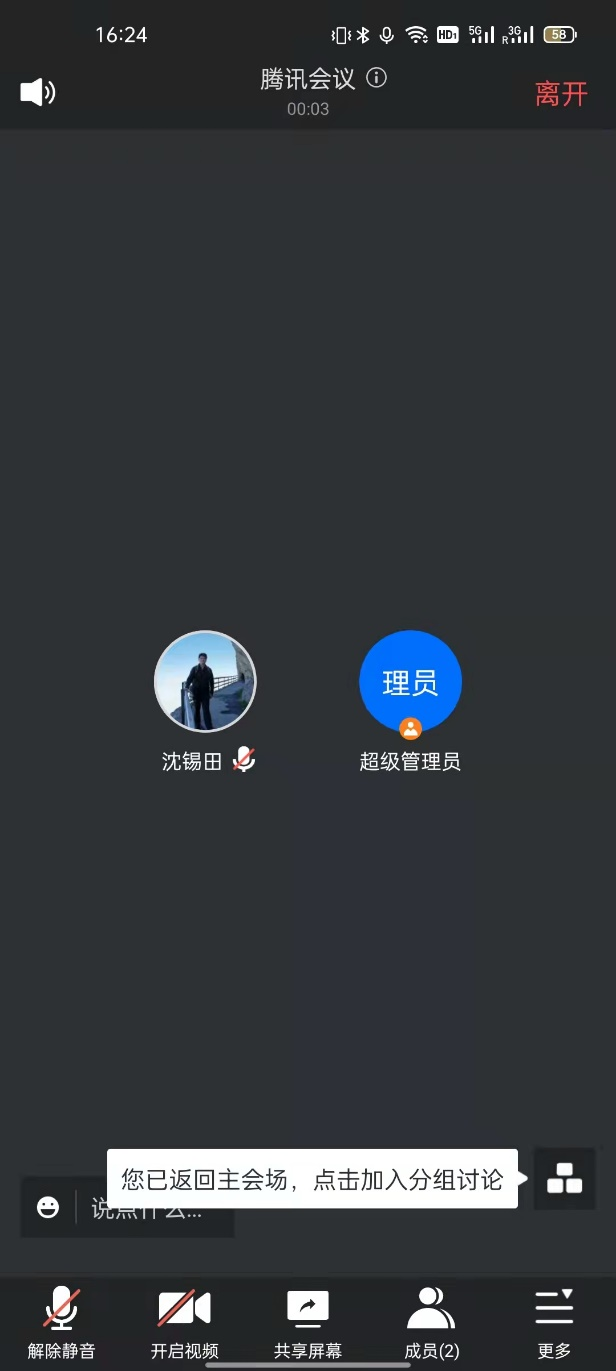 16:24
HD1 5G R 3G 58
腾讯会议
00:03
离开
理员
沈锡田
超级管理员
您已返回主会场，点击加入分组讨论
说点什么...
解除静音
开启视频
共享屏幕
成员(2)
更多